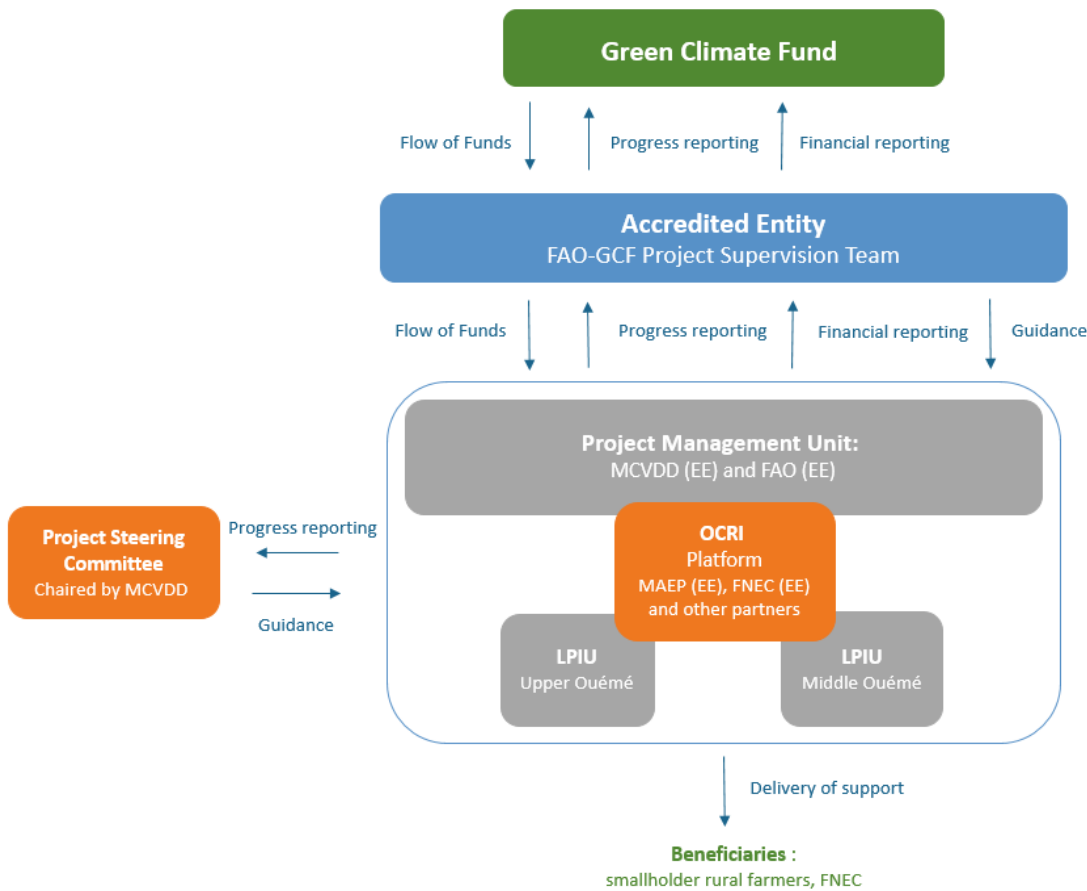 Green Climate Fund
Flow of Funds
Progress reporting
Financial reporting
Accredited Entity
FAO-GCF Project Supervision Team
Flow of Funds
Progress reporting
Financial reporting
Guidance
Project Management Unit:
MCVDD (EE) and FAO (EE)
Project Steering
Committee
Chaired by MCVDD
Progress reporting
Guidance
OCRI
Platform
MAEP (EE), FNEC (EE)
and other partners
LPIU
Upper Ouémé
LPIU
Middle Ouémé
Delivery of support
Beneficiaries :
smallholder rural farmers, FNEC